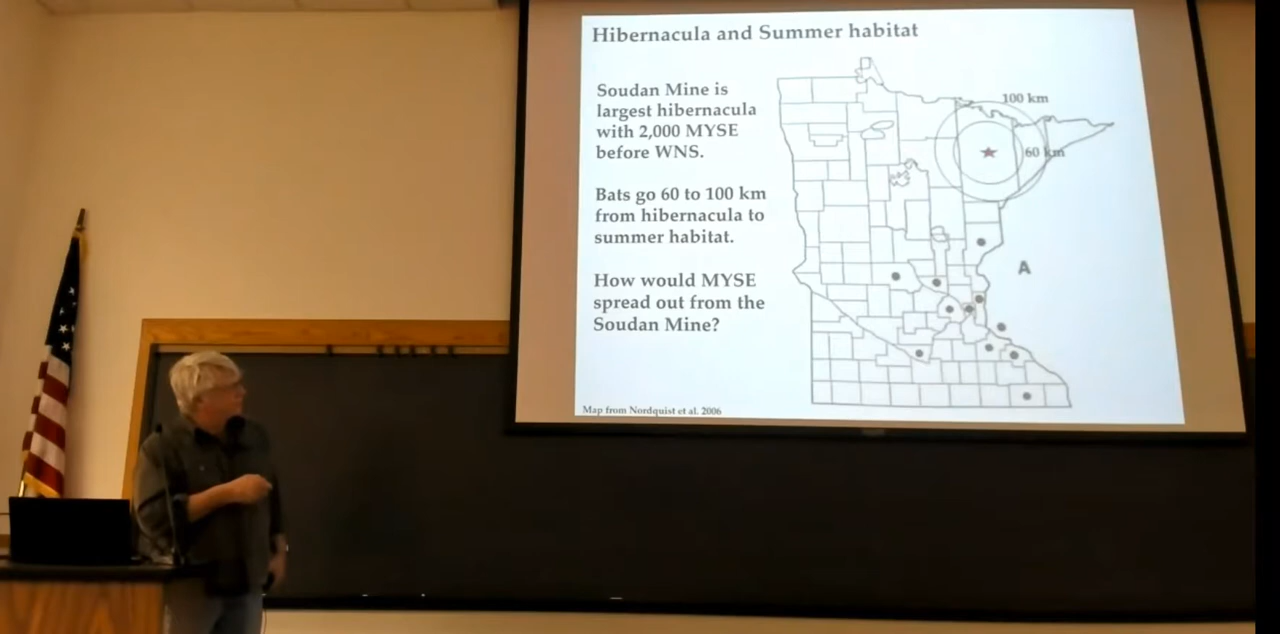 Hibernacula and Summer habitat
Soudan Mine is
largest hibernacula
with 2,000 MYSE
before WNS.
Bats go 60 to 100 km
from hibernacula to
summer habitat.
How would MYSE
spread out from the
Soudan Mine?
Map from Nordquist et al. 2006
100 km
60 km
A